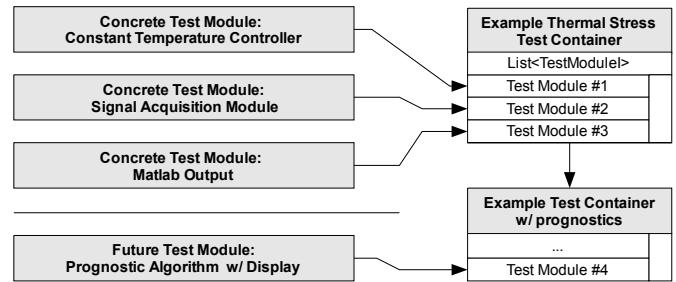 Concrete Test Module:
Constant Temperature Controller
Concrete Test Module:
Signal Acquisition Module
Concrete Test Module:
Matlab Output
Future Test Module:
Prognostic Algorithm w/ Display
Example Thermal Stress
Test Container
List<TestModuleI>
Test Module #1
Test Module #2
Test Module #3
Example Test Container
w/ prognostics
...
Test Module #4